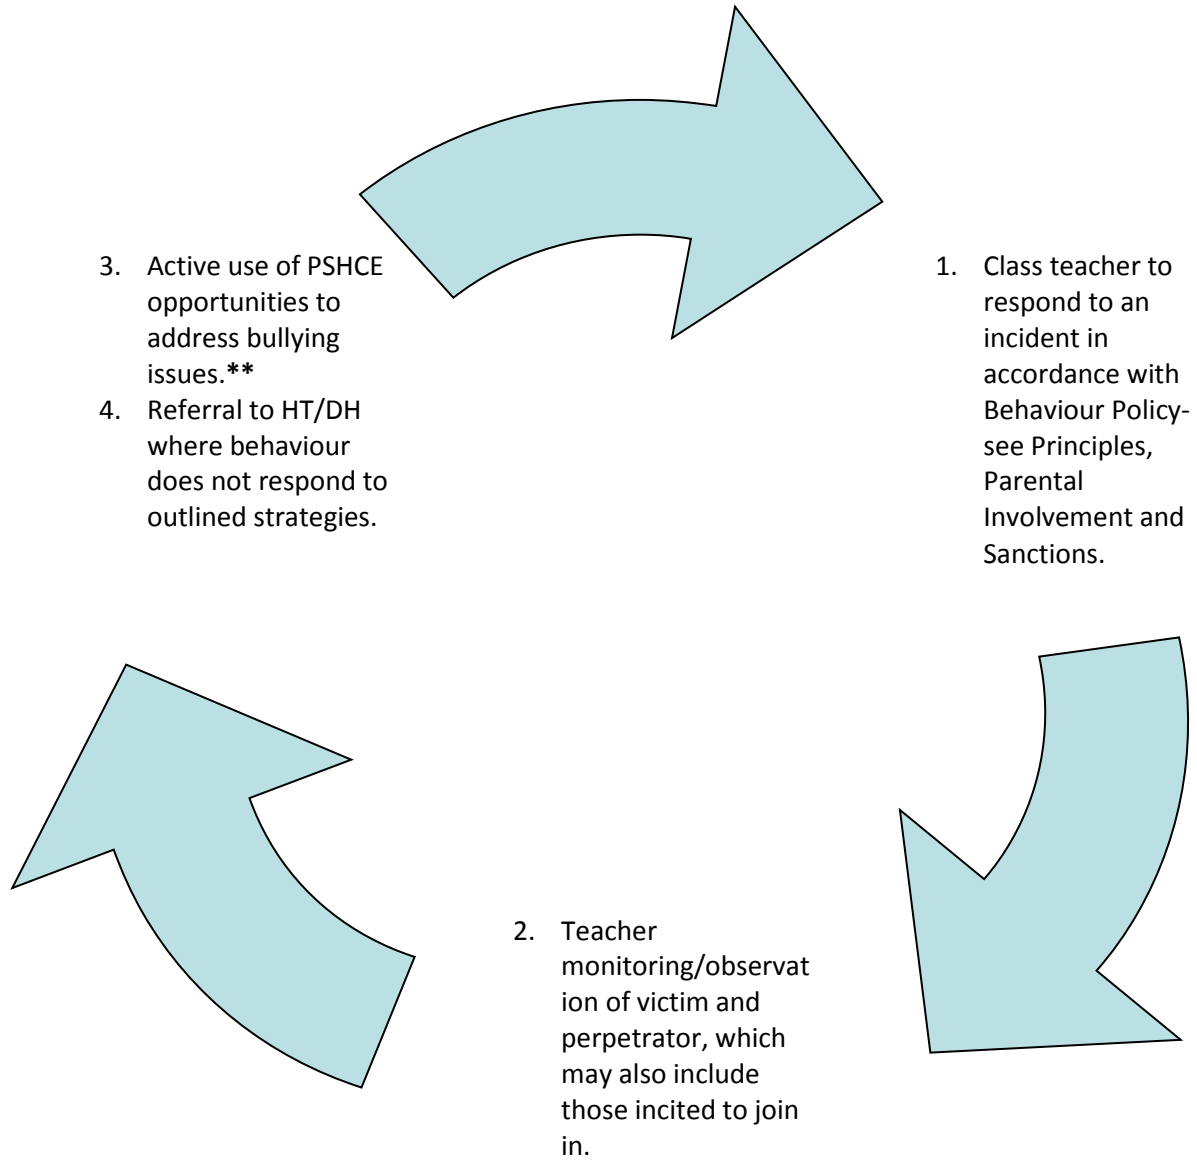 3. Active use of PSHCE
opportunities to
address bullying
issues.**
4. Referral to HT/DH
where behaviour
does not respond to
outlined strategies.
1. Class teacher to
respond to an
incident in
accordance with
Behaviour Policy-
see Principles,
Parental
Involvement and
Sanctions.
2. Teacher
monitoring/observat
ion of victim and
perpetrator, which
may also include
those incited to join
in.